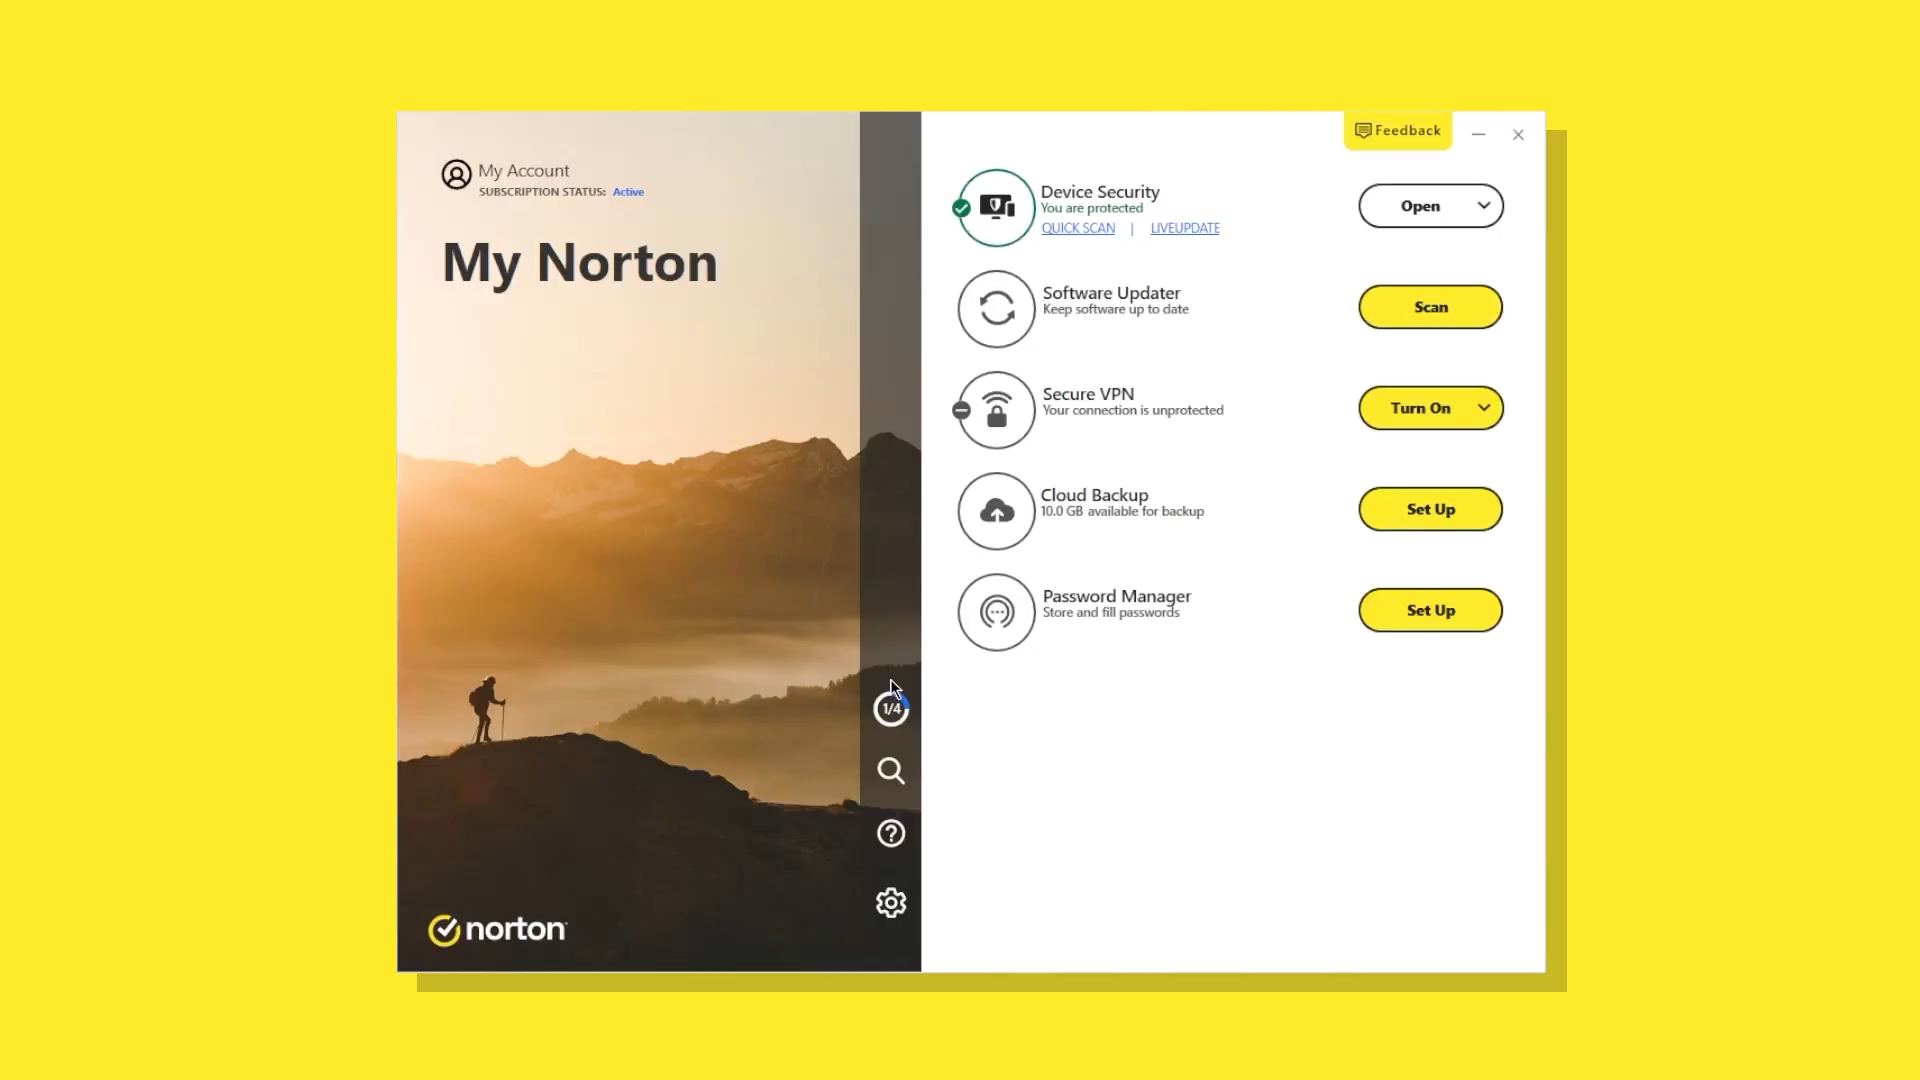 Feedback
My Account
SUBSCRIPTION STATUS: Active
My Norton
Device Security
You are protected
QUICK SCAN | LIVEUPDATE
Open
Software Updater
Keep software up to date
Scan
Secure VPN
Your connection is unprotected
Turn On
Cloud Backup
10.0 GB available for backup
Set Up
Password Manager
Store and fill passwords
Set Up
1/4
norton